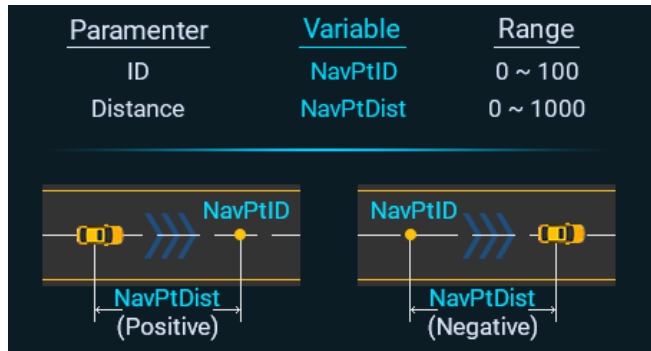 Paramenter Variable Range
ID NavPtID 0 ~ 100
Distance NavPtDist 0 ~ 1000
NavPtID NavPtID
NavPtDist NavPtDist
(Positive) (Negative)